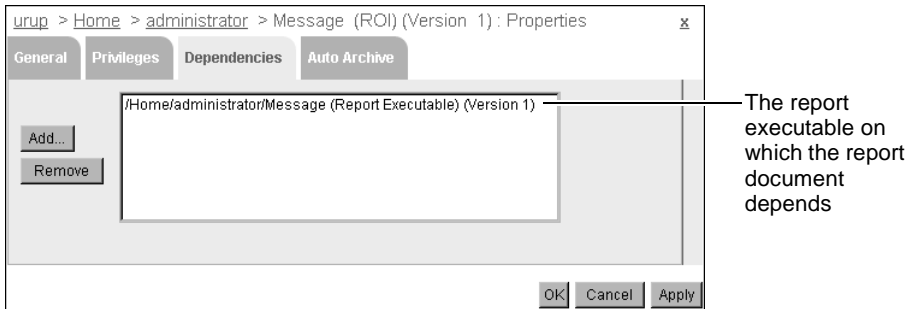 urup > Home > administrator > Message (ROI) (Version 1) : Properties x
General Privileges Dependencies Auto Archive
/Home/administrator/Message (Report Executable) (Version 1)
Add...
Remove
OK Cancel Apply
The report
executable on
which the report
document
depends